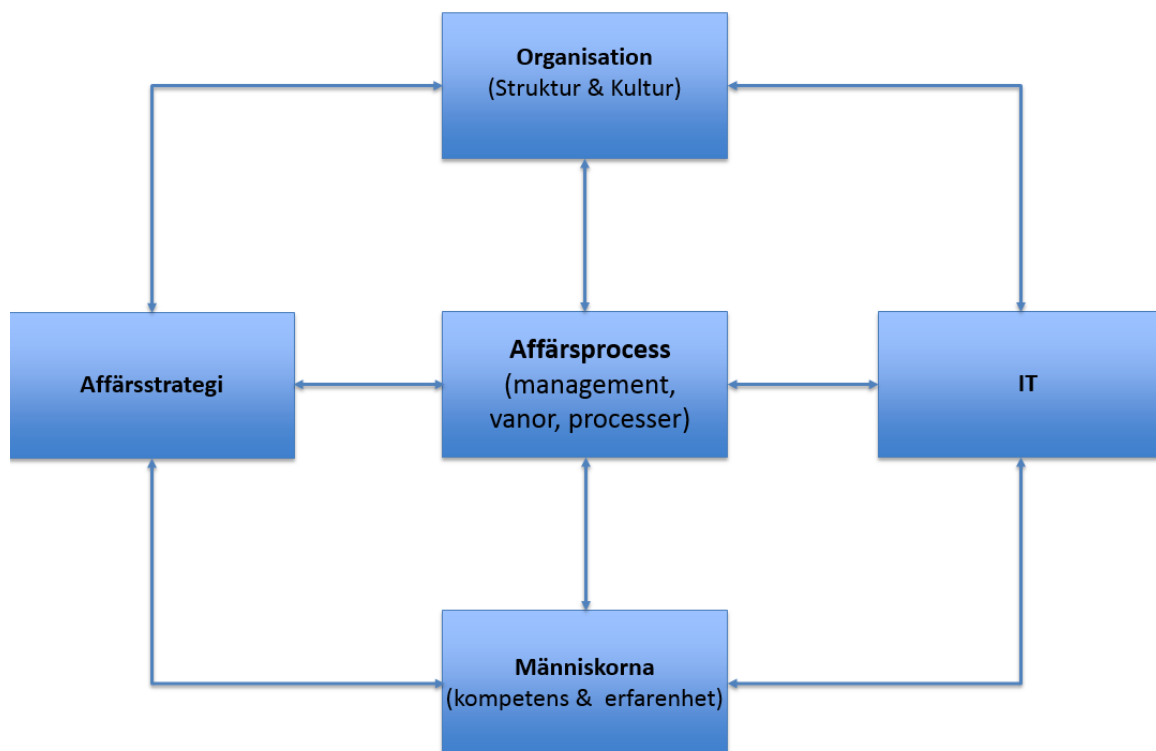 Organisation
(Struktur & Kultur)
Affärsstrategi
Affärsprocess
(management,
vanor, processer)
IT
Människorna
(kompetens &  erfarenhet)